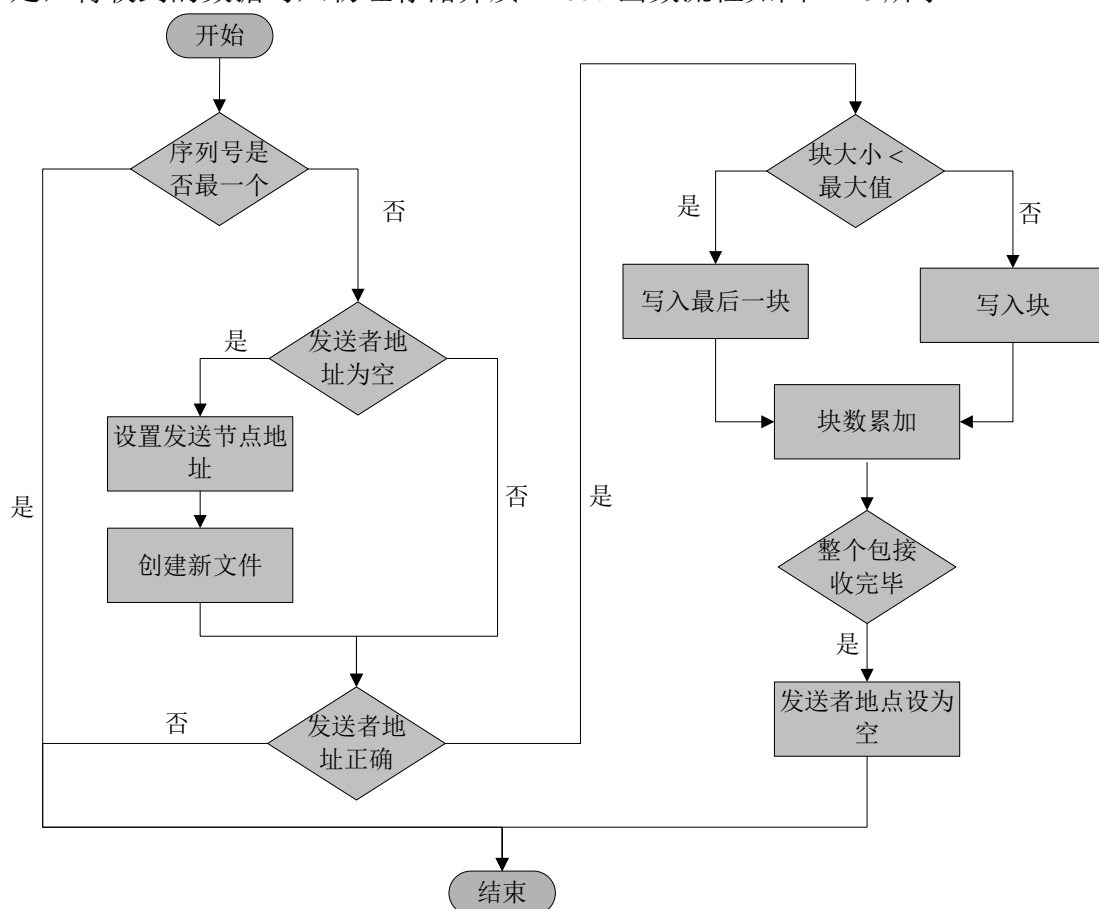 开始
序列号是
否最一个
是
否
发送者地
址为空
是
否
设置发送节点地
址
创建新文件
发送者地
址正确
否
是
块大小 <
最大值
是
否
写入最后一块
写入块
块数累加
整个包接
收完毕
是
发送者地点设为
空
结束